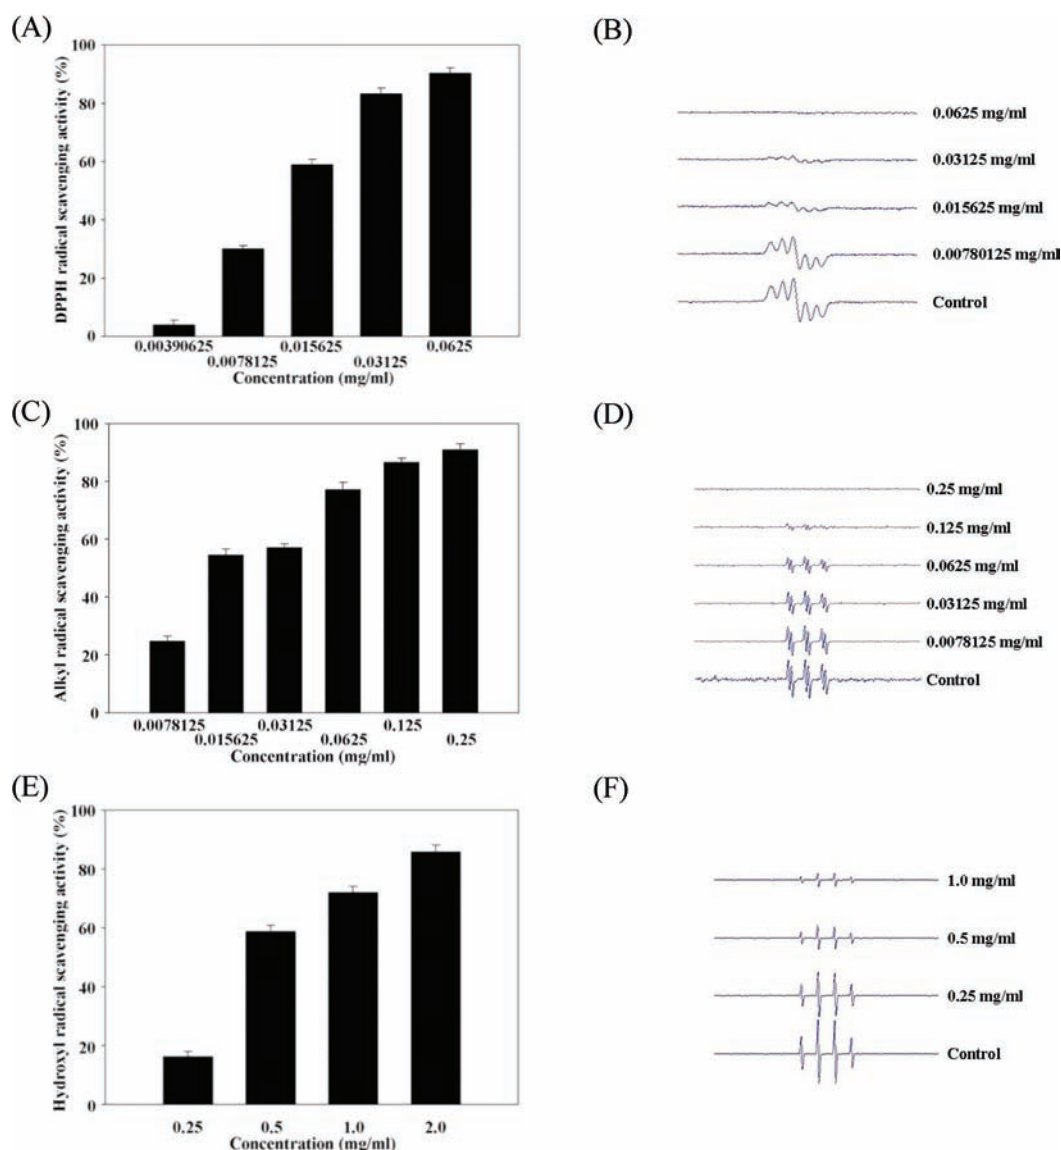 (A)
DPPH radical scavenging activity (%)
100
80
60
40
20
0
0.00390625
0.015625
0.0625
0.0078125
0.03125
Concentration (mg/ml)
(B)
0.0625 mg/ml
0.03125 mg/ml
0.015625 mg/ml
0.00780125 mg/ml
Control
(C)
Alkyl radical scavenging activity (%)
100
80
60
40
20
0
0.0078125
0.03125
0.125
0.015625
0.0625
0.25
Concentration (mg/ml)
(D)
0.25 mg/ml
0.125 mg/ml
0.0625 mg/ml
0.03125 mg/ml
0.0078125 mg/ml
Control
(E)
Hydroxyl radical scavenging activity (%)
100
80
60
40
20
0
0.25
0.5
1.0
2.0
Concentration (mg/ml)
(F)
1.0 mg/ml
0.5 mg/ml
0.25 mg/ml
Control